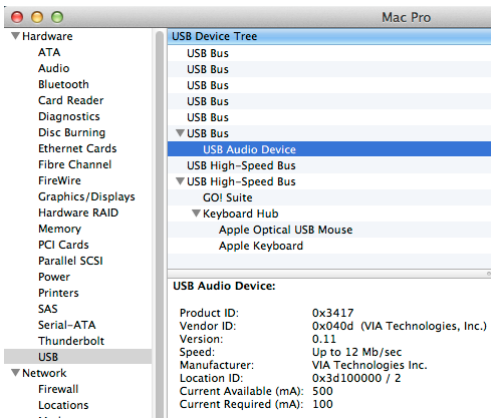 Mac Pro
Hardware
ATA
Audio
Bluetooth
Card Reader
Diagnostics
Disc Burning
Ethernet Cards
Fibre Channel
FireWire
Graphics/Displays
Hardware RAID
Memory
PCI Cards
Parallel SCSI
Power
Printers
SAS
Serial-ATA
Thunderbolt
USB
Network
Firewall
Locations
USB Device Tree
USB Bus
USB Bus
USB Bus
USB Bus
USB Bus
USB Bus
USB Audio Device
USB High-Speed Bus
USB High-Speed Bus
GO! Suite
Keyboard Hub
Apple Optical USB Mouse
Apple Keyboard
USB Audio Device:
Product ID: 0x3417
Vendor ID: 0x040d (VIA Technologies, Inc.)
Version: 0.11
Speed: Up to 12 Mb/sec
Manufacturer: VIA Technologies Inc.
Location ID: 0x3d100000 / 2
Current Available (mA): 500
Current Required (mA): 100